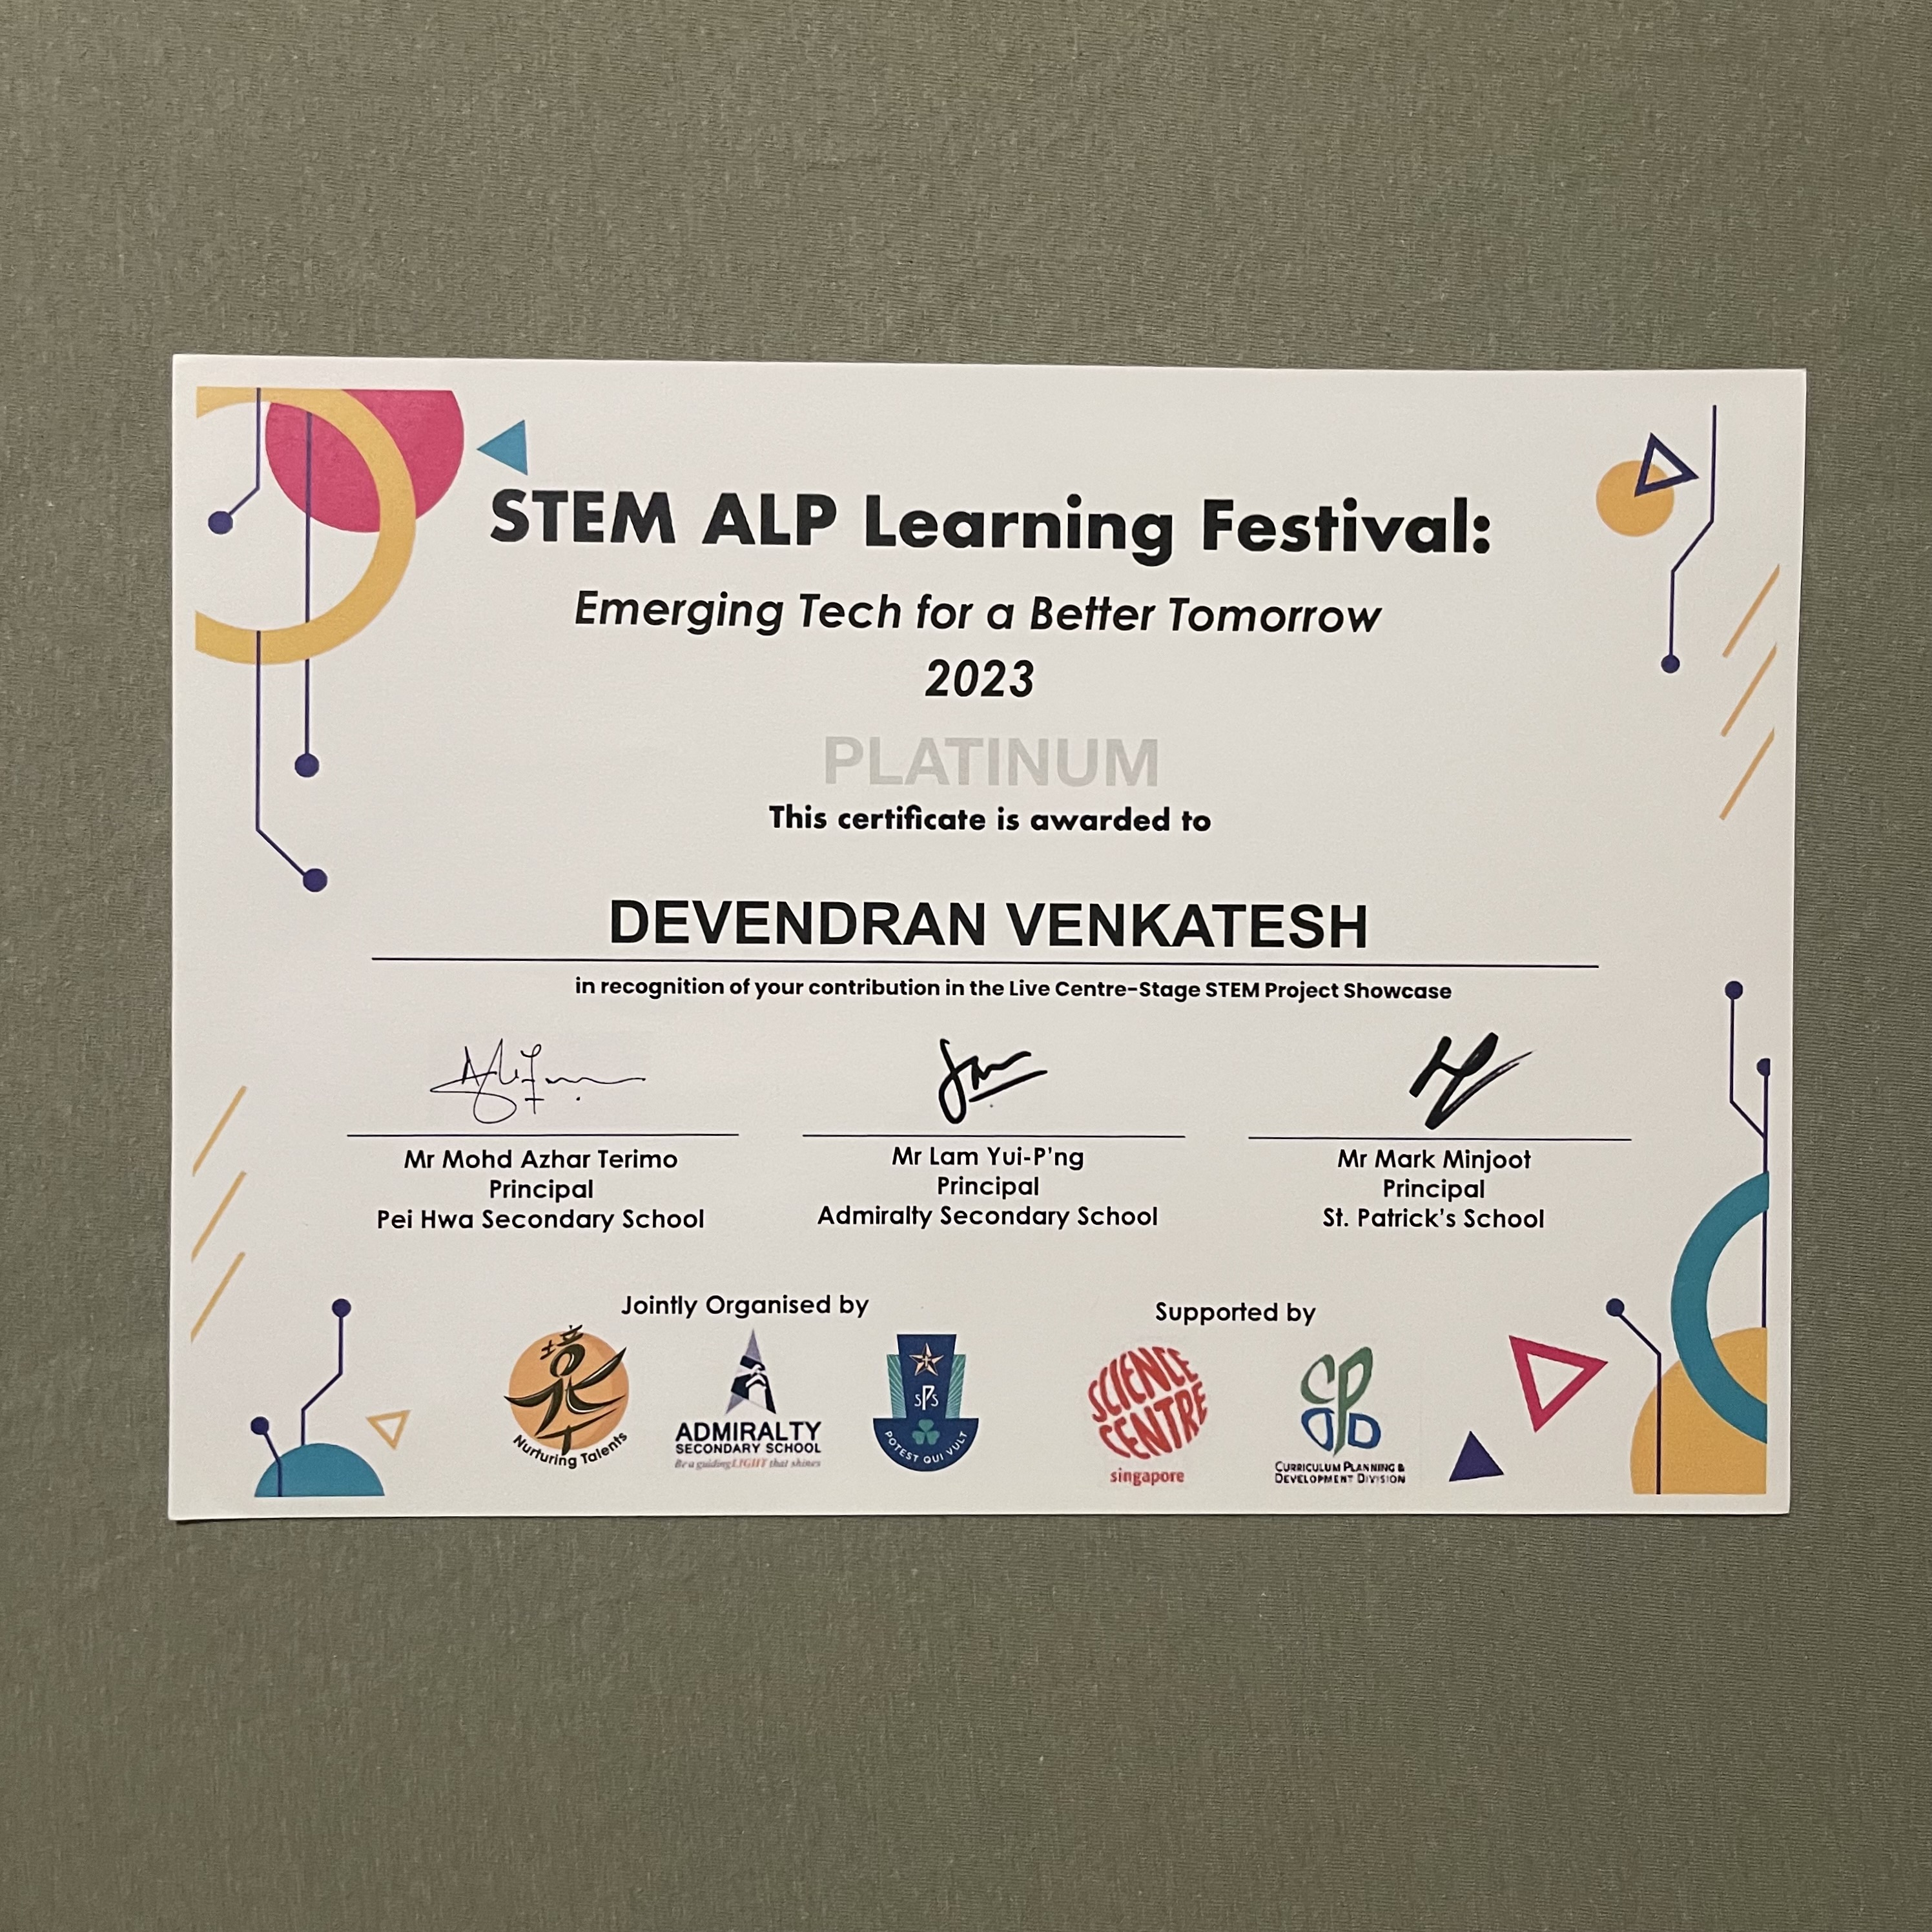 STEM ALP Learning Festival:
Emerging Tech for a Better Tomorrow
2023
PLATINUM
This certificate is awarded to
DEVENDRAN VENKATESH
in recognition of your contribution in the Live Centre-Stage STEM Project Showcase
Mr Mohd Azhar Terimo
Principal
Pei Hwa Secondary School
Mr Lam Yui-P'ng
Principal
Admiralty Secondary School
Mr Mark Minjoot
Principal
St. Patrick's School
Jointly Organised by
Nurturing Talents
ADMIRALTY
SECONDARY SCHOOL
Be a guiding LIGHT that shines
SPS
POTEST QUI VULT
Supported by
SCIENCE
CENTRE
singapore
CPDD
CURRICULUM PLANNING &
DEVELOPMENT DIVISION